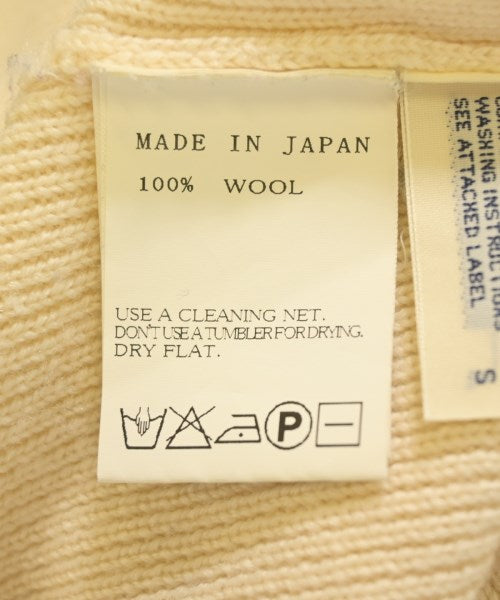 MADE IN JAPAN
100% WOOL
USE A CLEANING NET.
DON'T USE A TUMBLER FOR DRYING.
DRY FLAT.
P
WASHING
SEE ATTACHED LABEL
S